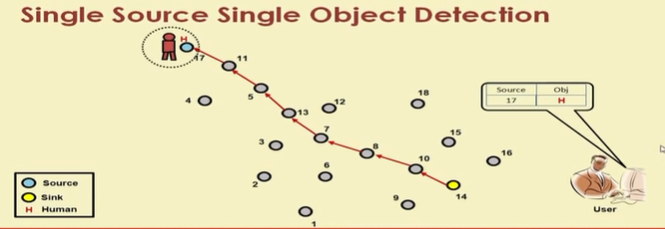 Single Source Single Object Detection
H
17
11
4
5
13
12
18
Source Obj
17 H
7
15
3
8
16
10
6
2
14
9
1
Source
Sink
H Human
User